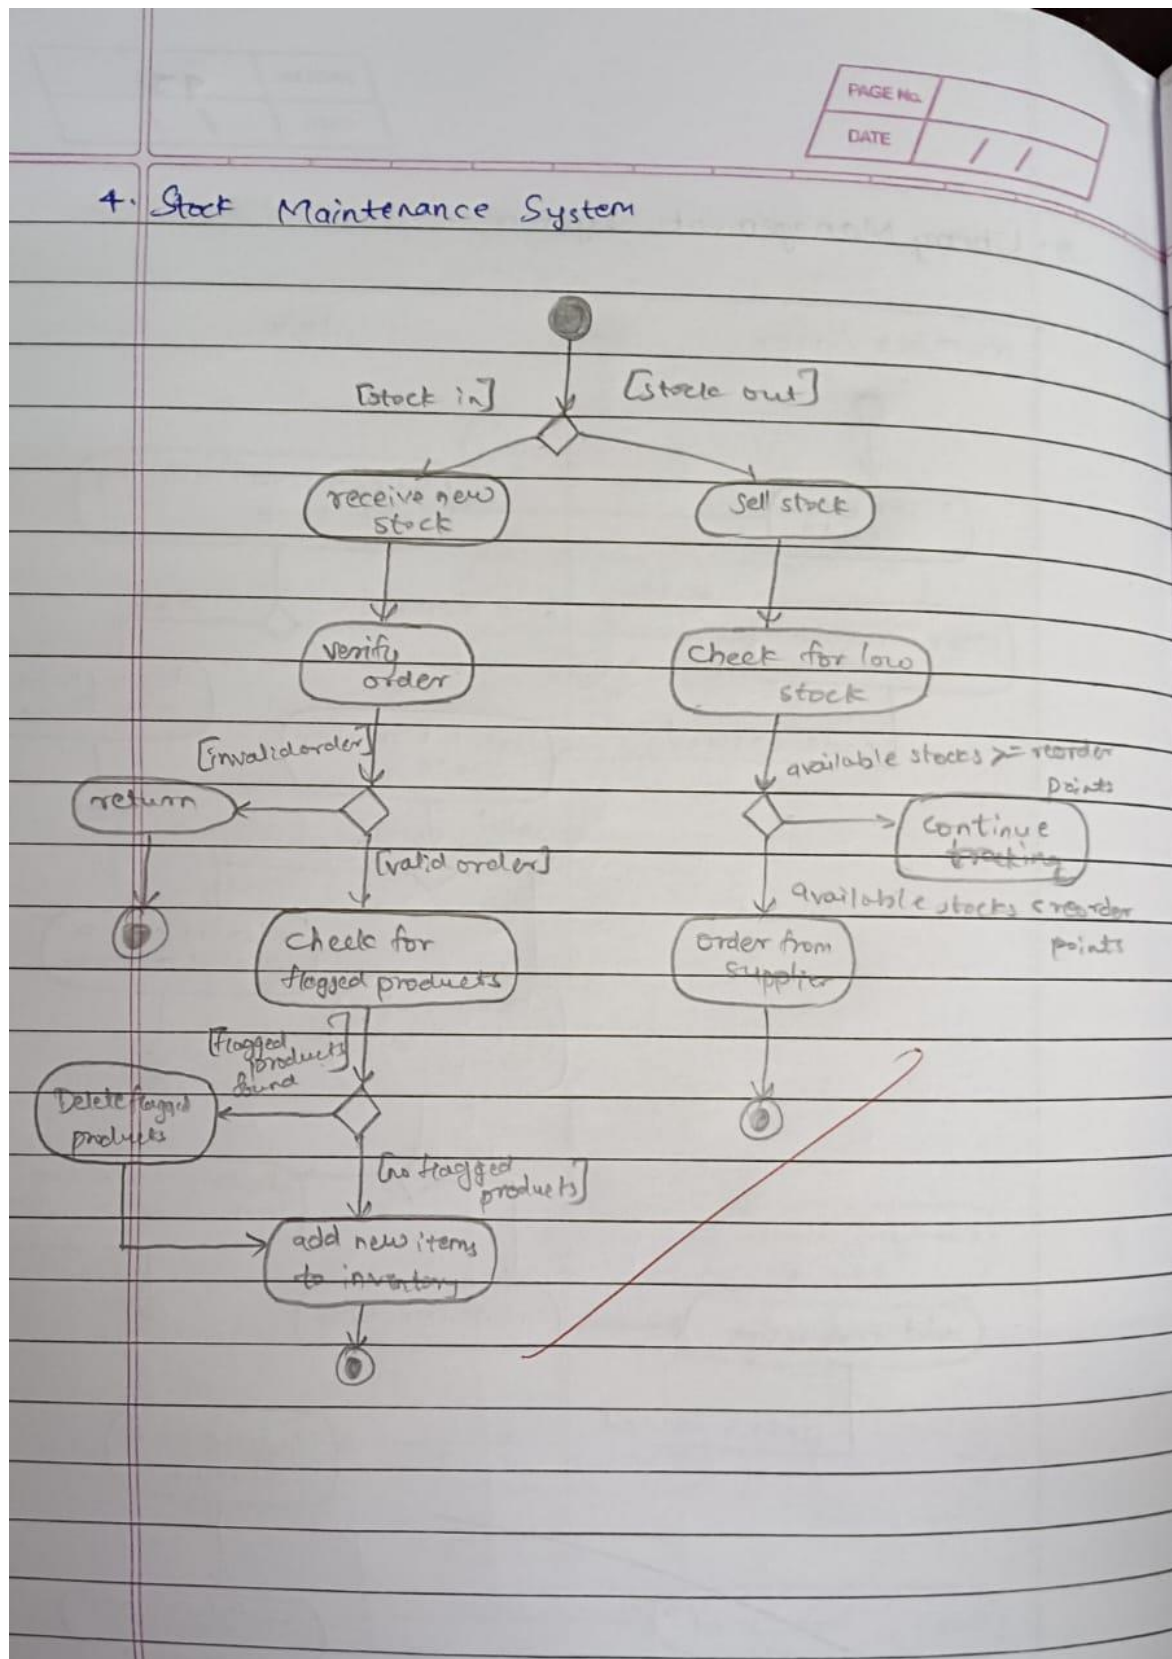 PAGE No.
DATE / /
4. Stock Maintenance System
[stock in]
[stock out]
receive new
stock
sell stock
verify
order
check for low
stock
[invalid order]
available stocks >= reorder
points
return
continue
tracking
[valid order]
available stocks < reorder
points
check for
flagged products
order from
supplier
[flagged
products]
found
Delete flagged
products
[no flagged
products]
add new items
to inventory